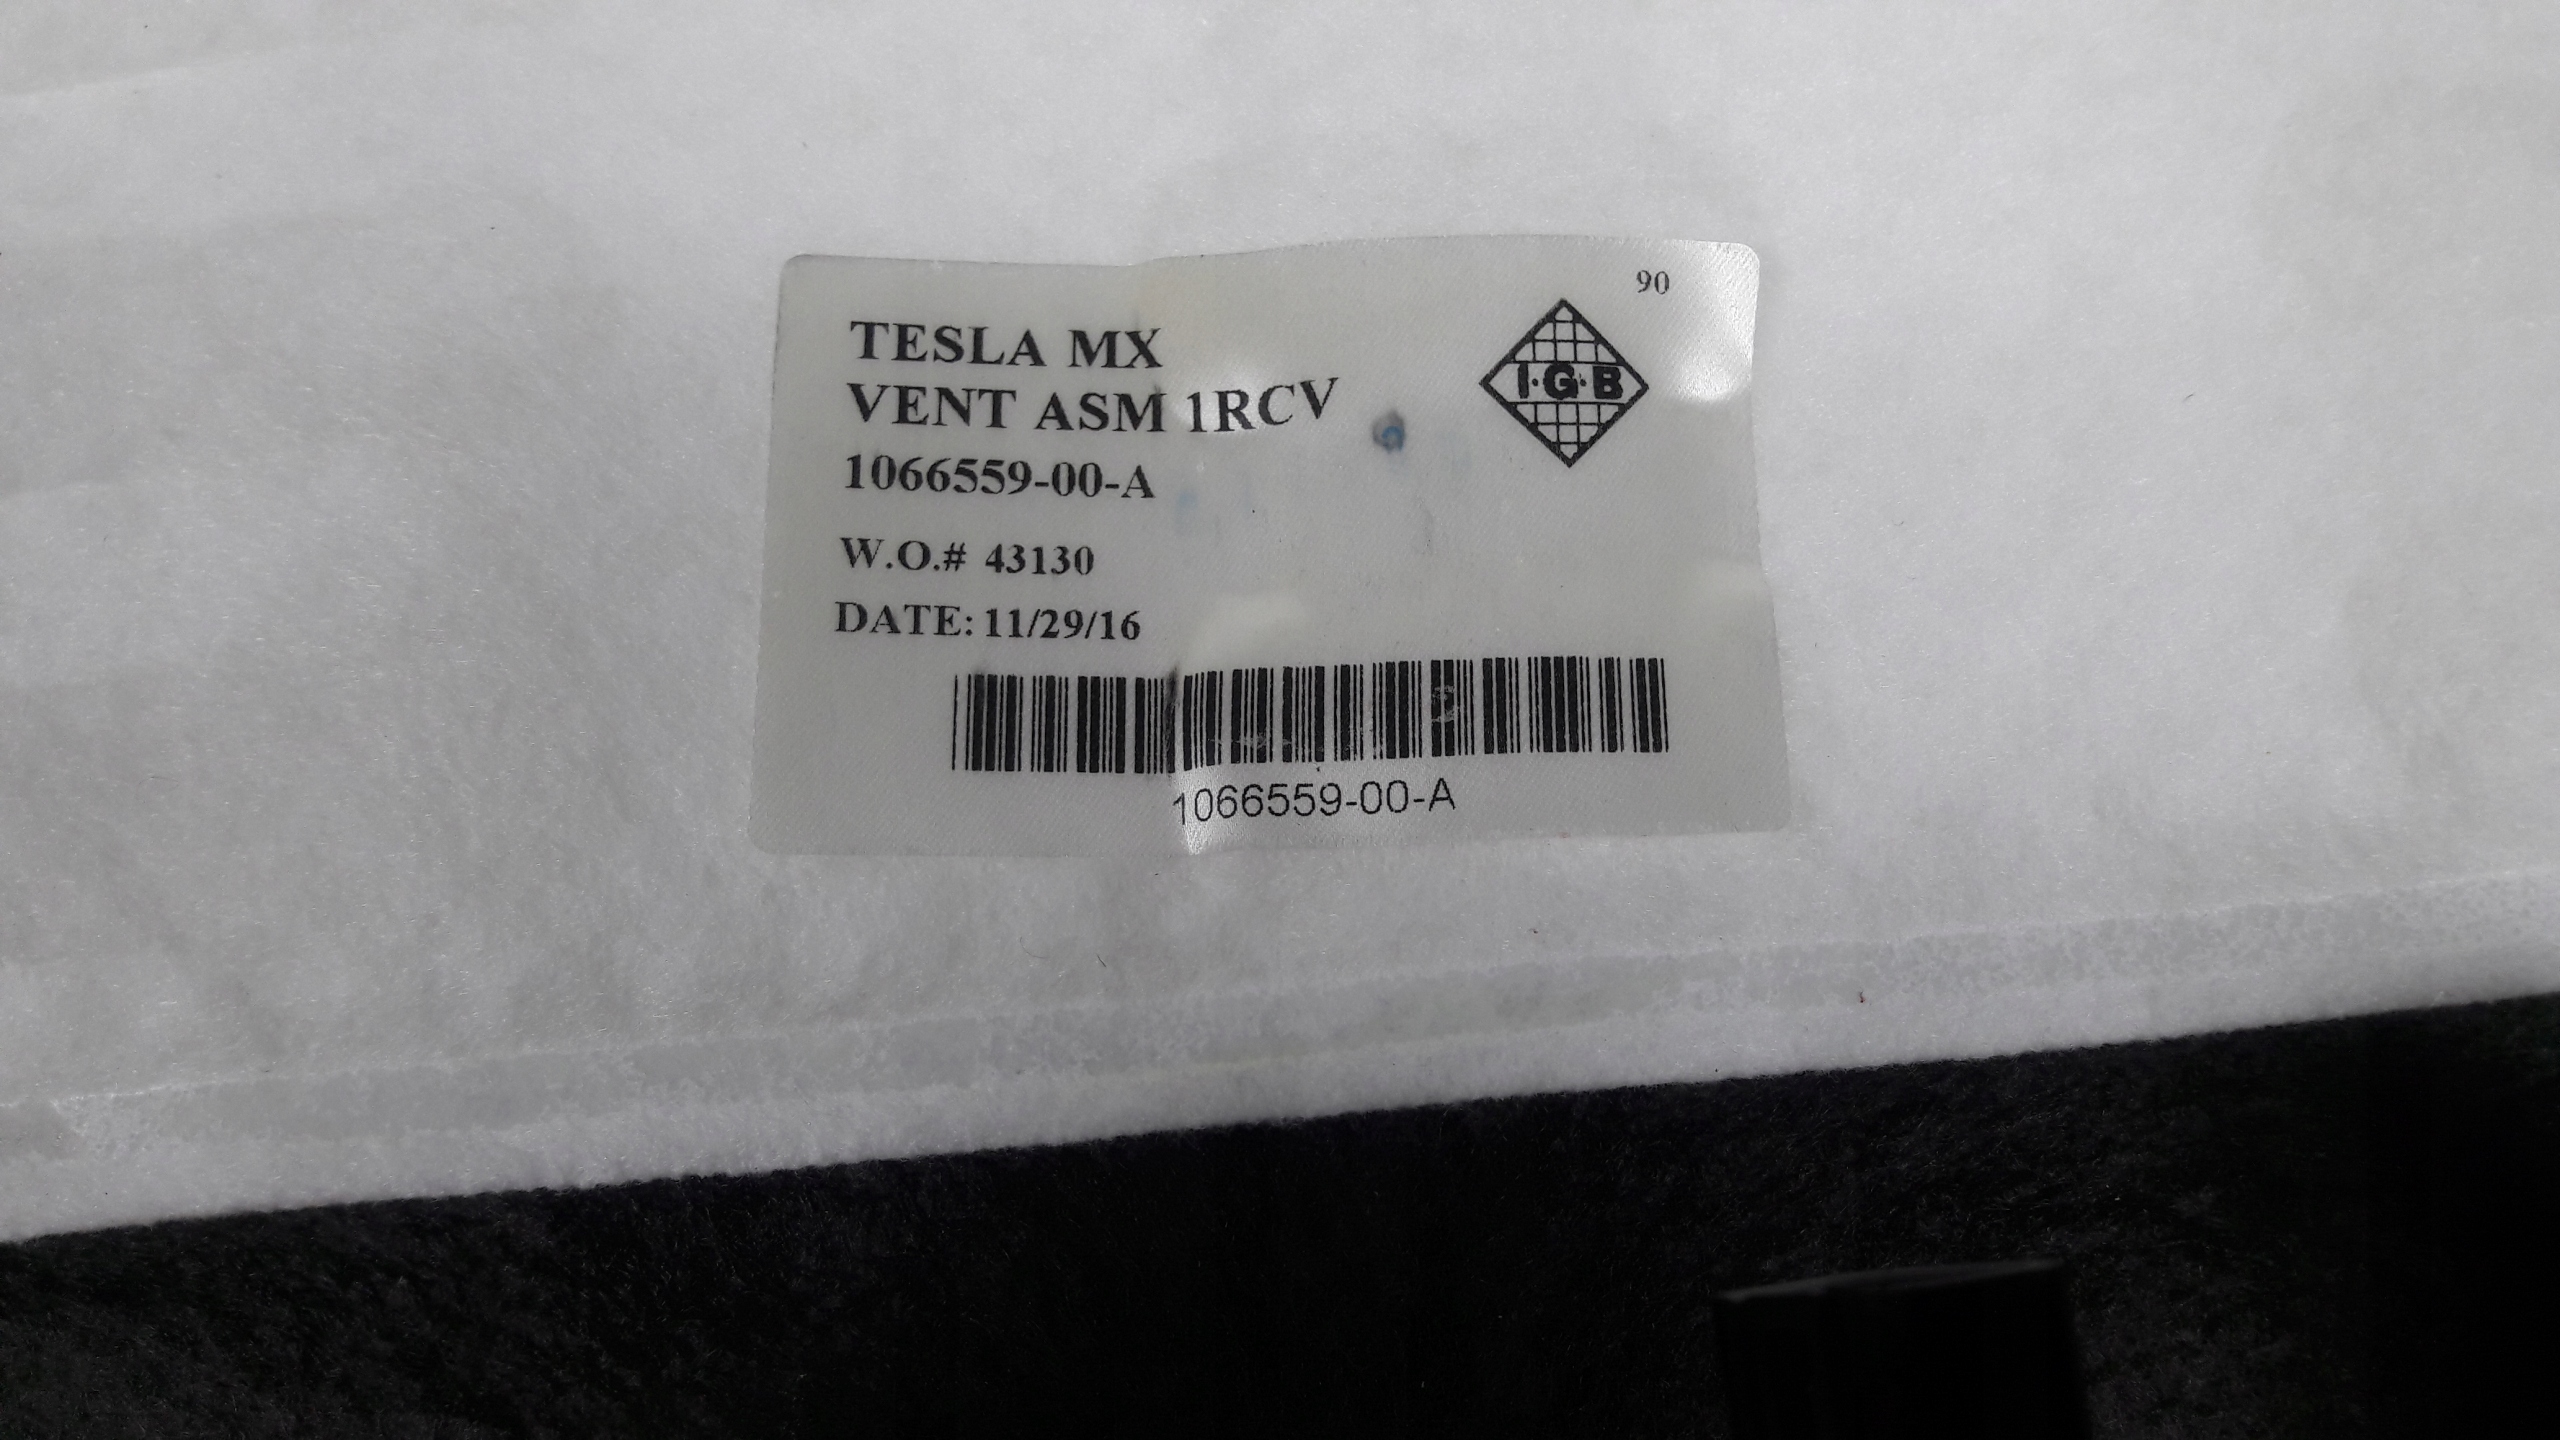 90
TESLA MX
VENT ASM 1RCV
I·G·B
1066559-00-A
W.O.# 43130
DATE: 11/29/16
1066559-00-A